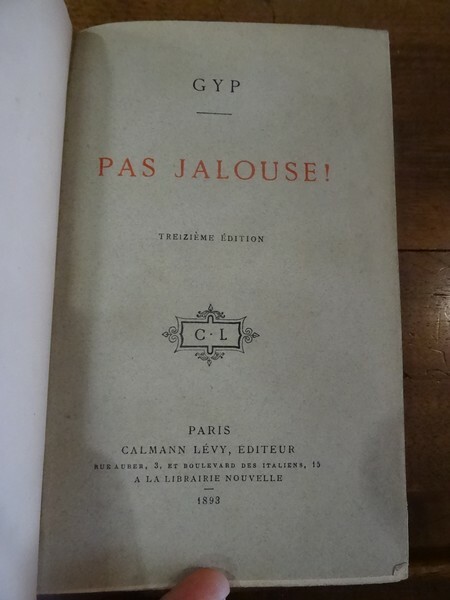 GYP
PAS JALOUSE!
TREIZIÈME ÉDITION
C·L
PARIS
CALMANN LÉVY, EDITEUR
RUE AUBER, 3, ET BOULEVARD DES ITALIENS, 15
A LA LIBRAIRIE NOUVELLE
1893